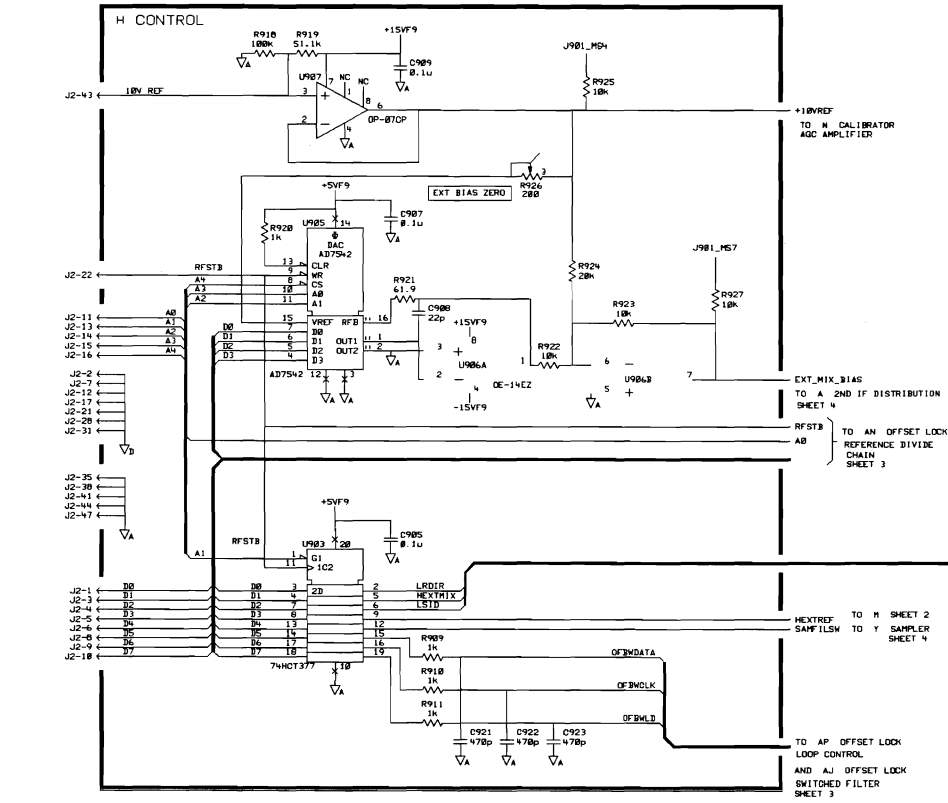 H CONTROL
R918
100k
R919
51.1k
+15VF9
C909
0.1u
U907
NC
NC
7
1
8
3
6
2
4
OP-07CP
J2-43
10V REF
J901_MS4
R925
10k
+10VREF
TO N CALIBRATOR
AGC AMPLIFIER
EXT BIAS ZERO
3
R926
200
+5VF9
R920
1k
U905
14
C907
0.1u
DAC
AD7542
J2-22
RFSTB
A4
A3
A2
13 CLR
9 WR
8 CS
10 A0
11 A1
15 VREF RFB 16
7 D0
6 D1 OUT1 1
5 D2 OUT2 2
4 D3
AD7542
12
3
D0
D1
D2
D3
R921
61.9
C908
22p
+15VF9
8
3
U906A
2
1
4
OE-14EZ
-15VF9
R922
10k
R924
20k
R923
10k
J901_MS7
R927
10k
6
5
U906B
7
EXT_MIX_BIAS
TO A 2ND IF DISTRIBUTION
SHEET 4
J2-11
A0
J2-13
A1
J2-14
A2
J2-15
A3
J2-16
A4
J2-2
J2-7
J2-12
J2-17
J2-21
J2-28
J2-31
D
RFSTB
A0
TO AN OFFSET LOCK
REFERENCE DIVIDE
CHAIN
SHEET 3
J2-35
J2-38
J2-41
J2-44
J2-47
A
+5VF9
U903
20
C905
0.1u
RFSTB
A1
1 G1
11 1C2
2D
J2-1 D0 D0 3 2 LRDIR
J2-3 D1 D1 4 5 HEXTMIX
J2-4 D2 D2 7 6 LSID
J2-5 D3 D3 8 9 HEXTREF
J2-6 D4 D4 13 12 SAMFILSW
J2-8 D5 D5 14 15
J2-9 D6 D6 17 16
J2-10 D7 D7 18 19
74HCT377
10
TO M SHEET 2
TO Y SAMPLER
SHEET 4
R909
1k
OFBWDATA
R910
1k
OFBWCLK
R911
1k
OFBWLD
C921
470p
C922
470p
C923
470p
TO AP OFFSET LOCK
LOOP CONTROL
AND AJ OFFSET LOCK
SWITCHED FILTER
SHEET 3